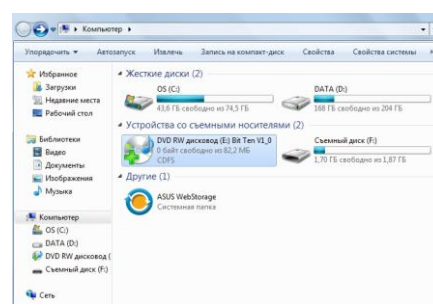 Компьютер
Упорядочить
Автозапуск
Извлечь
Запись на компакт-диск
Свойства
Свойства системы
Избранное
Загрузки
Недавние места
Рабочий стол
Библиотеки
Видео
Документы
Изображения
Музыка
Компьютер
OS (C:)
DATA (D:)
DVD RW дисковод (
Съемный диск (F:)
Сеть
Жесткие диски (2)
OS (C:)
43,6 ГБ свободно из 74,5 ГБ
DATA (D:)
168 ГБ свободно из 204 ГБ
Устройства со съемными носителями (2)
DVD RW дисковод (E:) Bit Ten V1_0
0 байт свободно из 82,2 МБ
CDFS
Съемный диск (F:)
1,70 ГБ свободно из 1,87 ГБ
Другие (1)
ASUS WebStorage
Системная папка